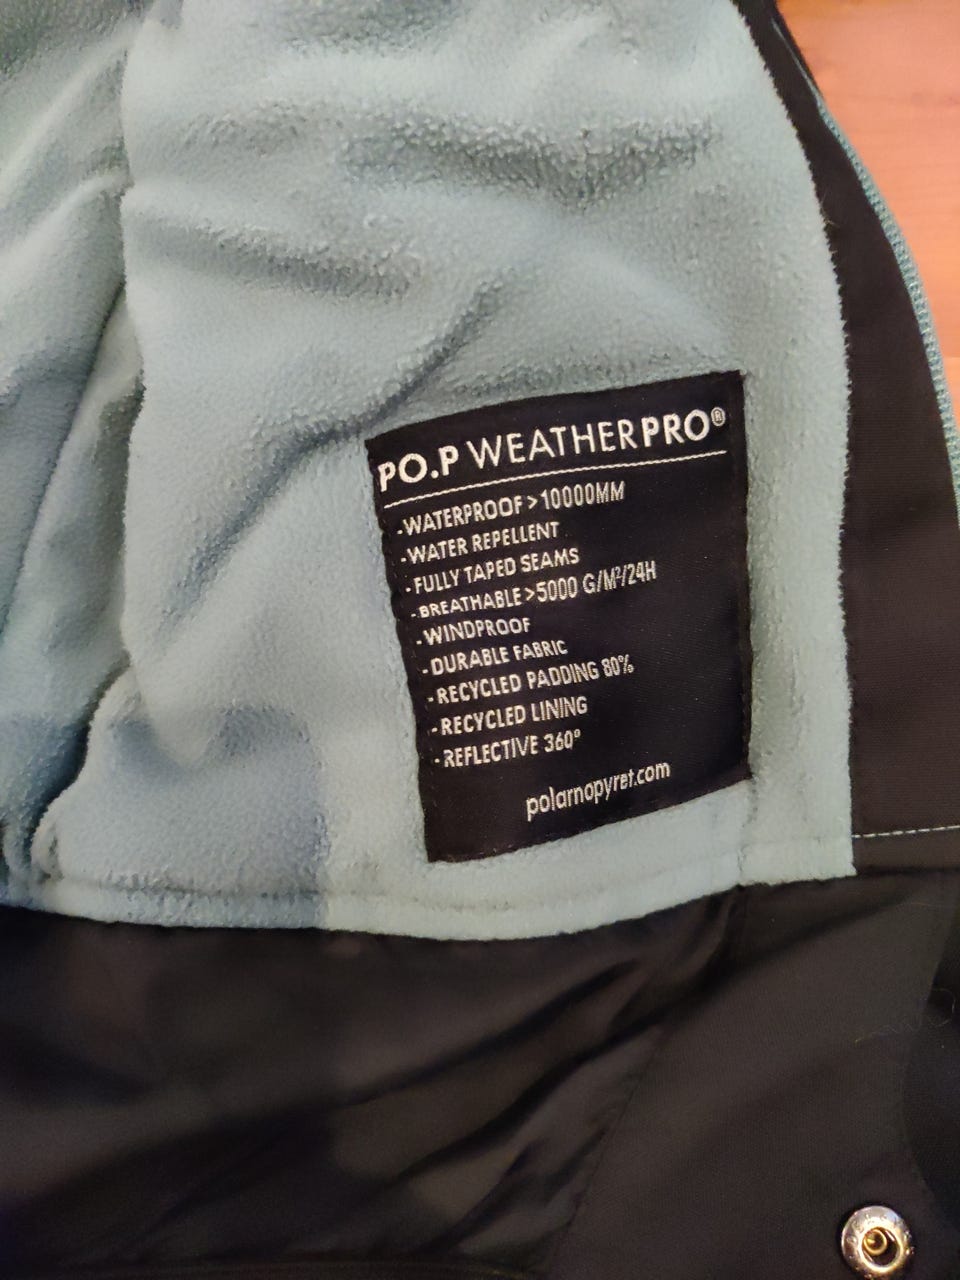 PO.P WEATHERPRO®
-WATERPROOF>10000MM
-WATER REPELLENT
-FULLY TAPED SEAMS
-BREATHABLE>5000 G/M²/24H
-WINDPROOF
-DURABLE FABRIC
-RECYCLED PADDING 80%
-RECYCLED LINING
-REFLECTIVE 360°
polarnopyret.com